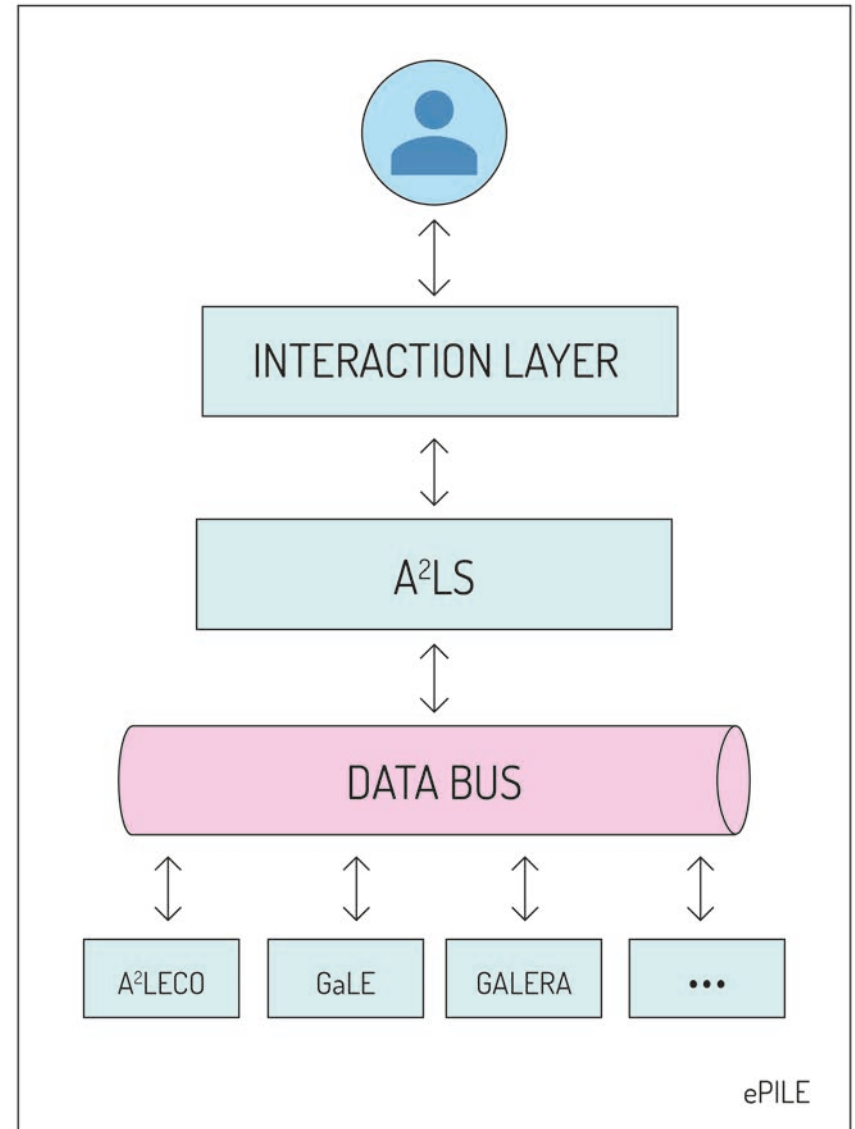 INTERACTION LAYER
A²LS
DATA BUS
A²LECO
GaLE
GALERA
•••
ePILE